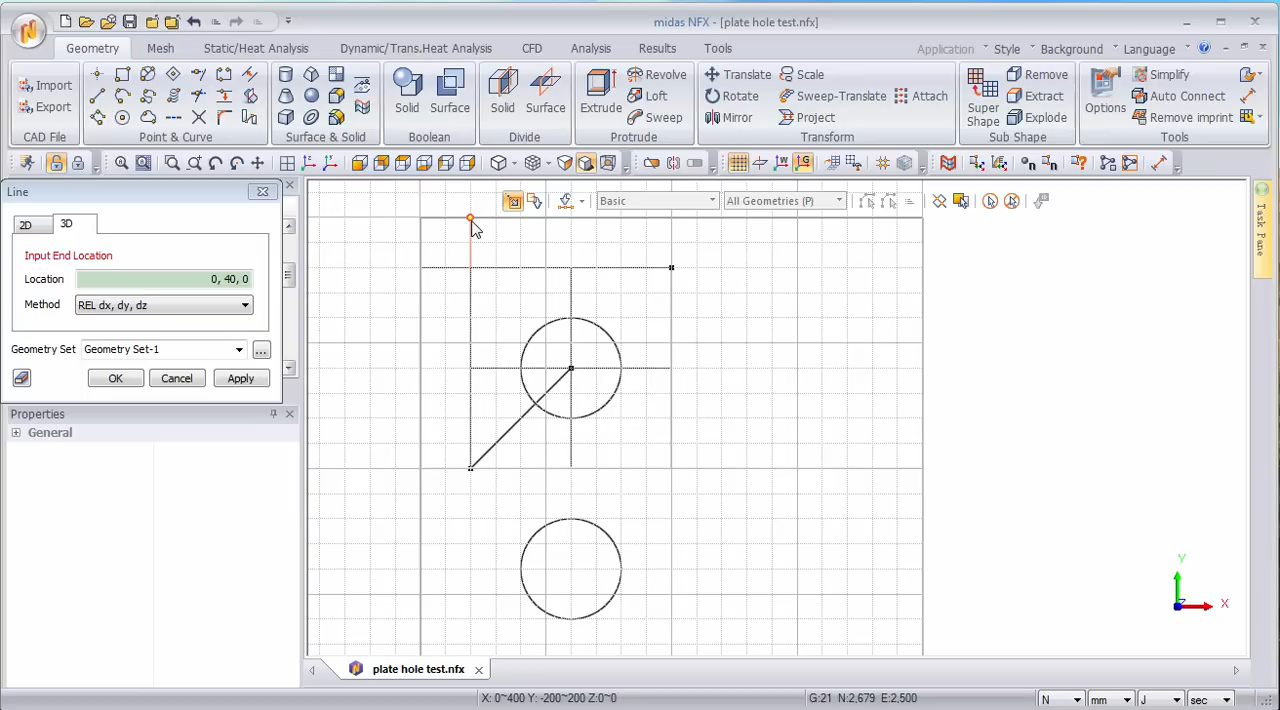 midas NFX - [plate hole test.nfx]
Geometry Mesh Static/Heat Analysis Dynamic/Trans.Heat Analysis CFD Analysis Results Tools Application Style Background Language
Import Revolve Translate Scale Remove Simplify
Export Solid Surface Solid Surface Extrude Loft Rotate Sweep-Translate Attach Super Shape Extract Options Auto Connect
Sweep Mirror Project Explode Remove imprint
CAD File Point & Curve Surface & Solid Boolean Divide Protrude Transform Sub Shape Tools
Line
Basic All Geometries (P)
2D 3D
Input End Location
Location 0, 40, 0
Method REL dx, dy, dz
Geometry Set Geometry Set-1 ...
OK Cancel Apply
Properties
General
Task Pane
Y
Z
X
plate hole test.nfx
X: 0~400 Y: -200~200 Z:0~0 G:21 N:2,679 E:2,500 N mm J sec